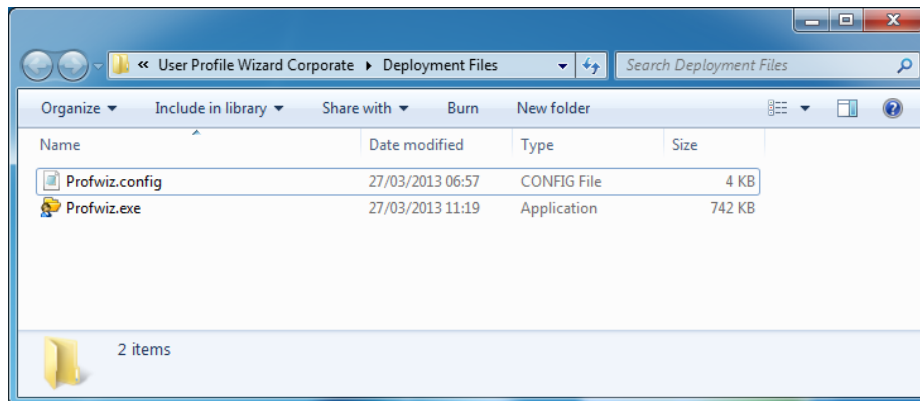 « User Profile Wizard Corporate ▸ Deployment Files Search Deployment Files
Organize ▾ Include in library ▾ Share with ▾ Burn New folder
Name Date modified Type Size
Profwiz.config 27/03/2013 06:57 CONFIG File 4 KB
Profwiz.exe 27/03/2013 11:19 Application 742 KB
2 items